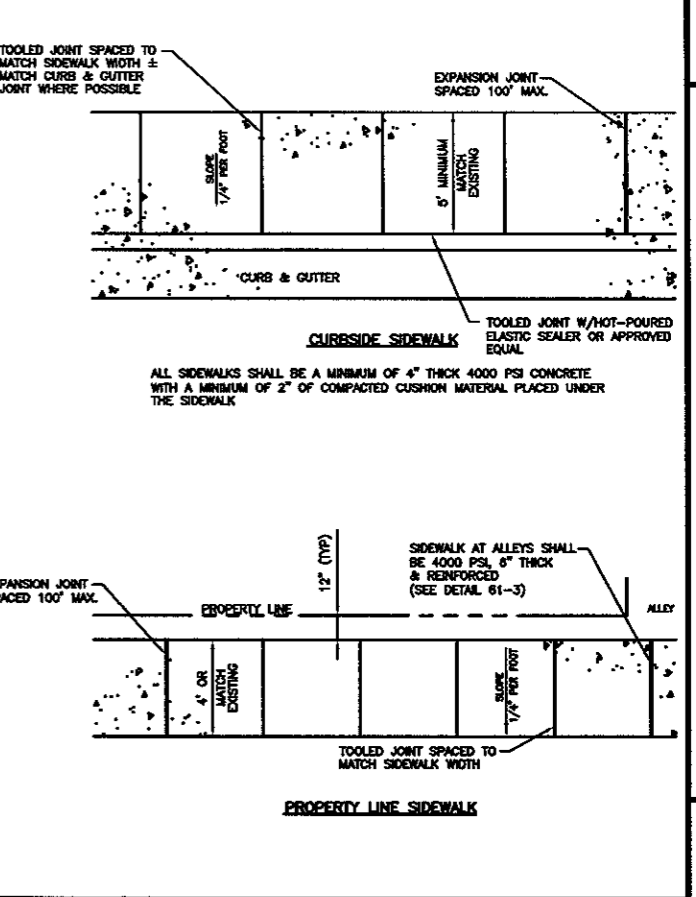 TOOLED JOINT SPACED TO
MATCH SIDEWALK WIDTH ±
MATCH CURB & GUTTER
JOINT WHERE POSSIBLE
EXPANSION JOINT
SPACED 100' MAX.
SLOPE
1/4" PER FOOT
5' MINIMUM
MATCH
EXISTING
CURB & GUTTER
TOOLED JOINT W/HOT-POURED
ELASTIC SEALER OR APPROVED
EQUAL
CURBSIDE SIDEWALK
ALL SIDEWALKS SHALL BE A MINIMUM OF 4" THICK 4000 PSI CONCRETE
WITH A MINIMUM OF 2" OF COMPACTED CUSHION MATERIAL PLACED UNDER
THE SIDEWALK
12" (TYP)
SIDEWALK AT ALLEYS SHALL
BE 4000 PSI, 6" THICK
& REINFORCED
(SEE DETAIL 61-3)
PANSION JOINT
ACED 100' MAX.
PROPERTY LINE
ALLEY
4' OR
MATCH
EXISTING
SLOPE
1/4" PER FOOT
TOOLED JOINT SPACED TO
MATCH SIDEWALK WIDTH
PROPERTY LINE SIDEWALK